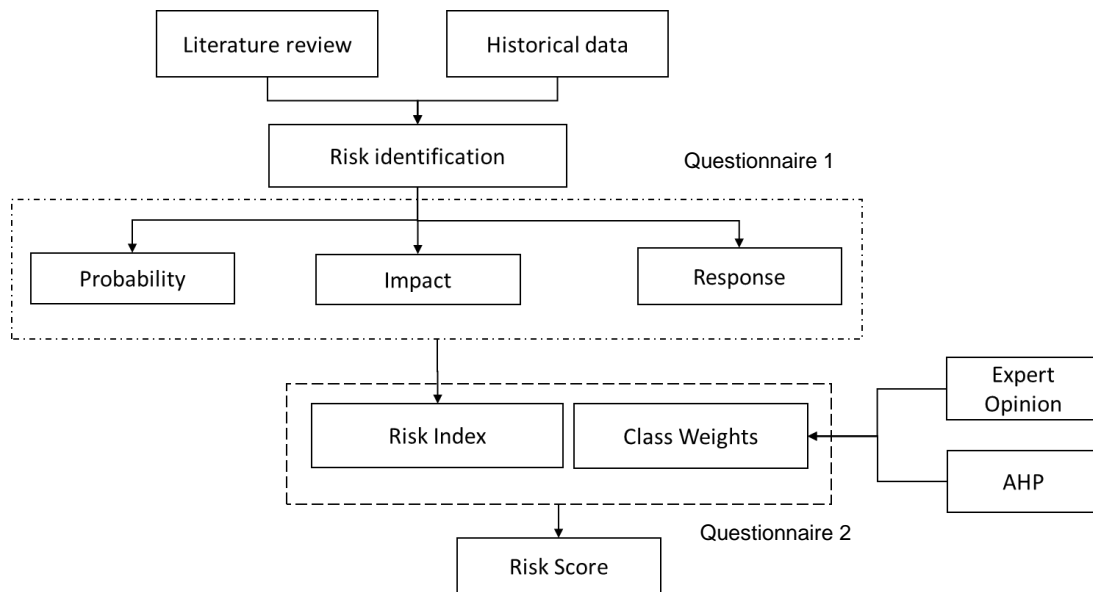 Literature review
Historical data
Risk identification
Questionnaire 1
Probability
Impact
Response
Expert
Opinion
Risk Index
Class Weights
AHP
Questionnaire 2
Risk Score